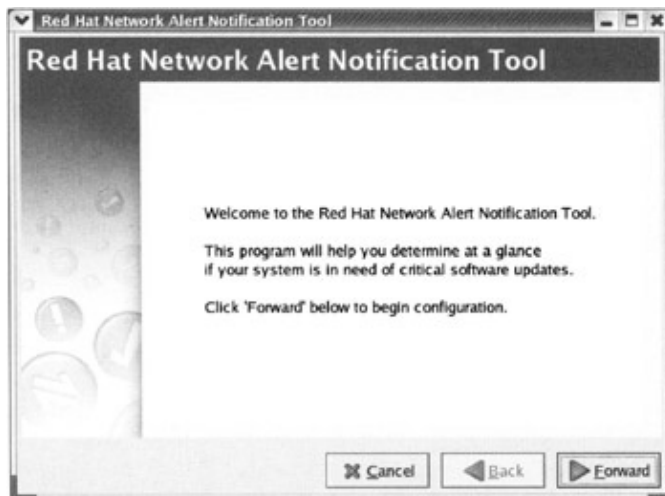 Red Hat Network Alert Notification Tool
Red Hat Network Alert Notification Tool
Welcome to the Red Hat Network Alert Notification Tool.
This program will help you determine at a glance
if your system is in need of critical software updates.
Click 'Forward' below to begin configuration.
Cancel
Back
Forward